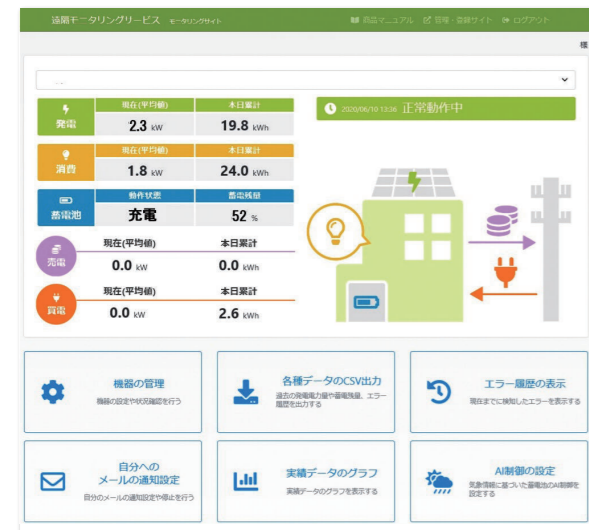 遠隔モニタリングサービス モニタリングサイト 商品マニュアル 管理・登録サイト ログアウト
様
発電 現在(平均値) 本日累計
2.3 kW 19.8 kWh
2020/06/10 13:36 正常動作中
消費 現在(平均値) 本日累計
1.8 kW 24.0 kWh
蓄電池 動作状態 蓄電残量
充電 52 %
売電 現在(平均値) 本日累計
0.0 kW 0.0 kWh
買電 現在(平均値) 本日累計
0.0 kW 2.6 kWh
機器の管理
機器の設定や状況確認を行う
各種データのCSV出力
過去の発電電力量や蓄電残量、エラー
履歴を出力する
エラー履歴の表示
現在までに検知したエラーを表示する
自分への
メールの通知設定
自分のメールの通知設定や停止を行う
実績データのグラフ
実績データのグラフを表示する
AI制御の設定
気象情報に基づいた蓄電池のAI制御を
設定する